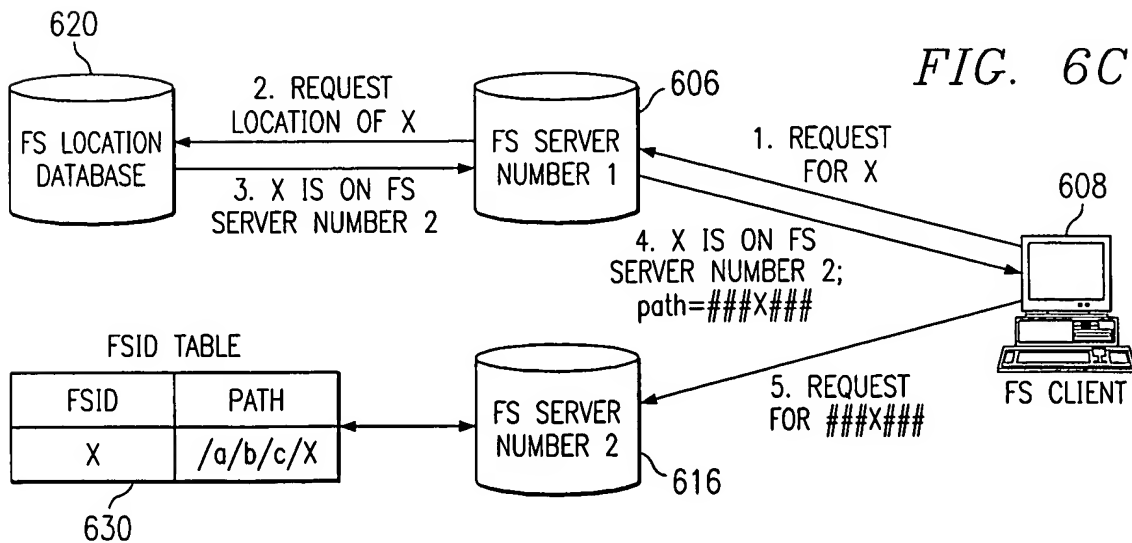 FIG. 6C
620
FS LOCATION
DATABASE
2. REQUEST
LOCATION OF X
3. X IS ON FS
SERVER NUMBER 2
606
FS SERVER
NUMBER 1
1. REQUEST
FOR X
4. X IS ON FS
SERVER NUMBER 2;
path=###X###
608
FS CLIENT
5. REQUEST
FOR ###X###
FS SERVER
NUMBER 2
616
FSID TABLE
FSID PATH
X /a/b/c/X
630